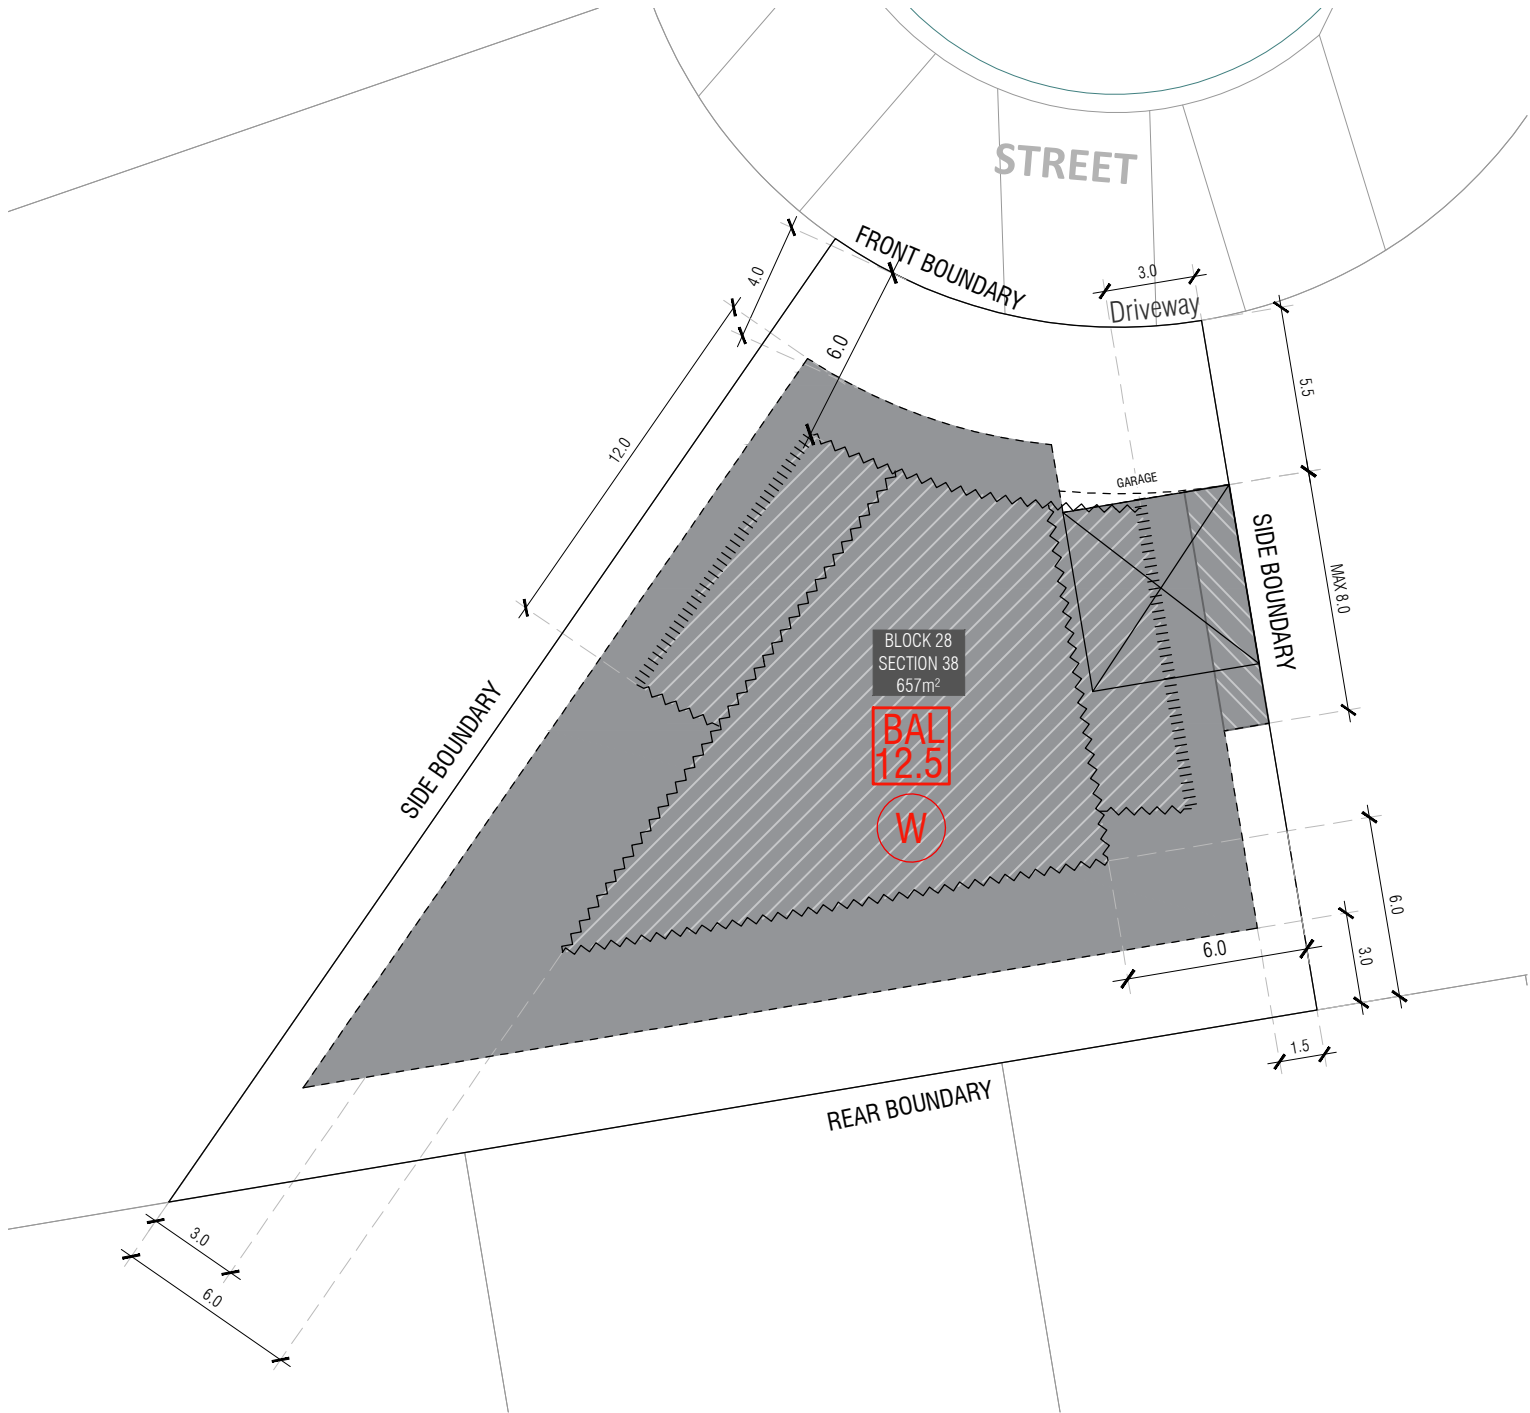 STREET
FRONT BOUNDARY
3.0
Driveway
4.0
6.0
12.0
5.5
GARAGE
SIDE BOUNDARY
MAX 8.0
BLOCK 28
SECTION 38
657m²
BAL
12.5
W
SIDE BOUNDARY
6.0
6.0
3.0
1.5
REAR BOUNDARY
3.0
6.0